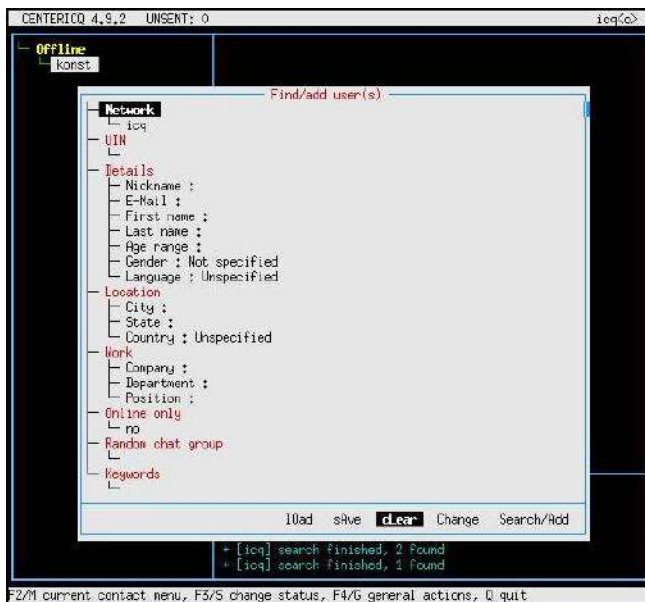 CENTERICQ 4.9.2 UNSENT: 0 icq(o)
Offline
konst
Find/add user(s)
Network
icq
UIN
Details
Nickname :
E-Mail :
First name :
Last name :
Age range :
Gender : Not specified
Language : Unspecified
Location
City :
State :
Country : Unspecified
Work
Company :
Department :
Position :
Online only
no
Random chat group
Keywords
lOad sAve cLear Change Search/Add
+ [icq] search finished, 2 found
+ [icq] search finished, 1 found
F2/M current contact menu, F3/S change status, F4/G general actions, Q quit